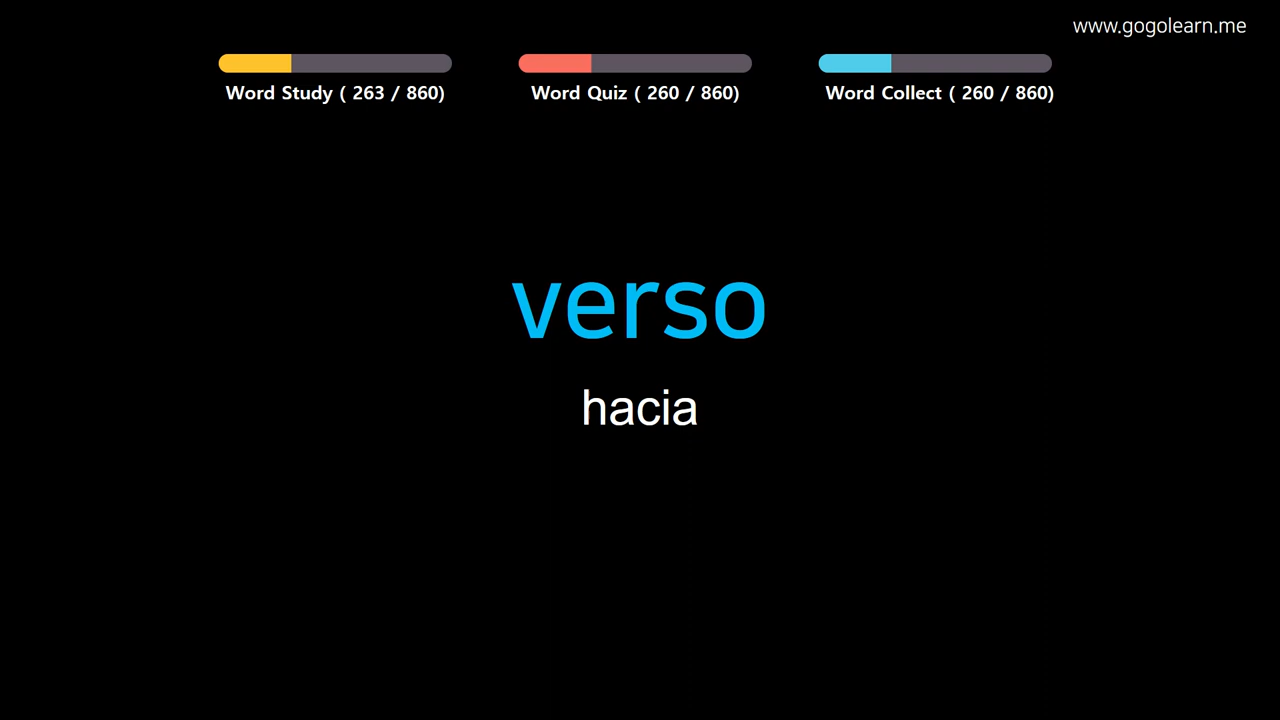 www.gogolearn.me
Word Study ( 263 / 860)
Word Quiz ( 260 / 860)
Word Collect ( 260 / 860)
verso
hacia